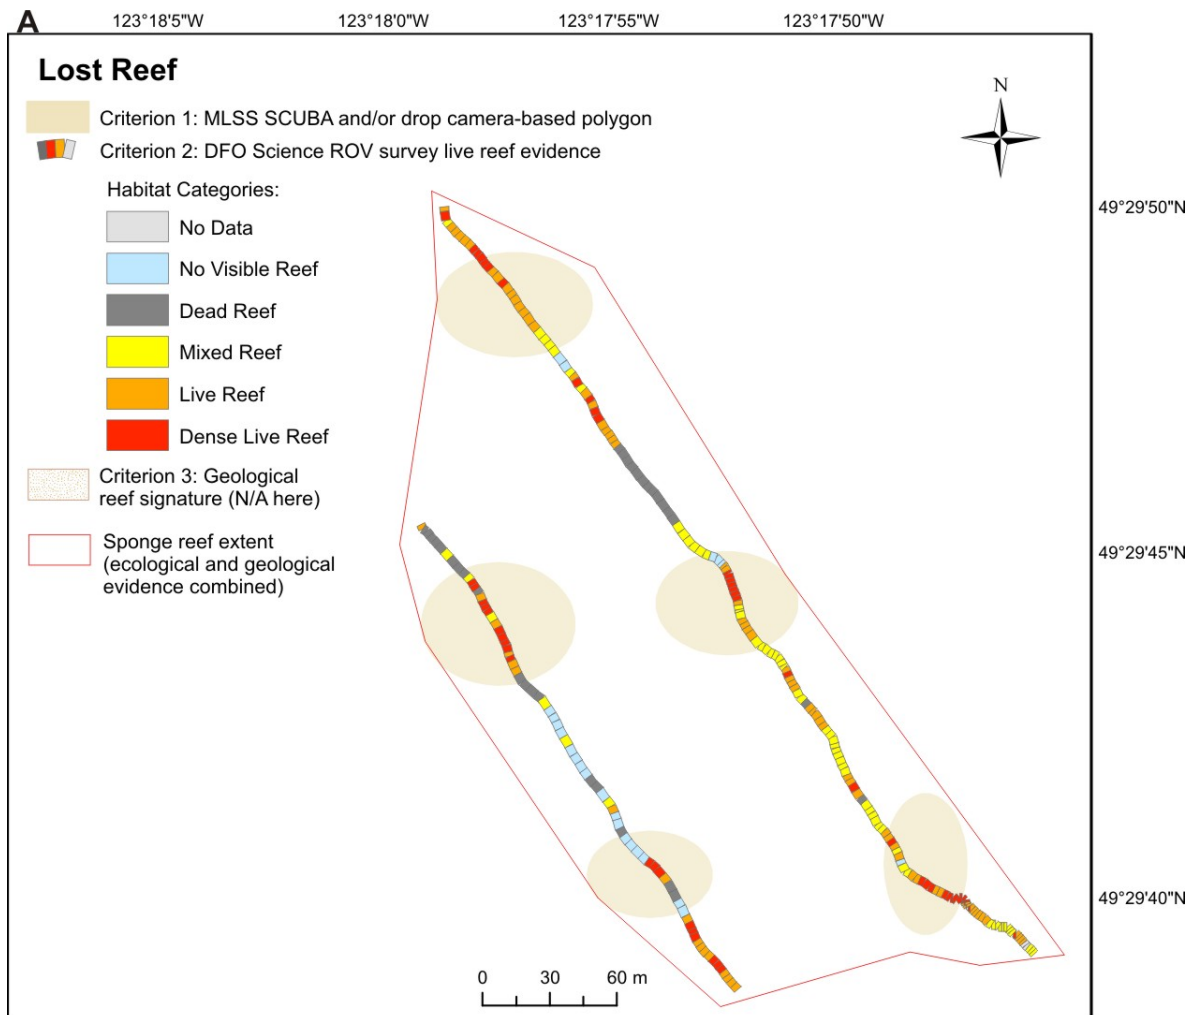 A
123°18'5"W
123°18'0"W
123°17'55"W
123°17'50"W
Lost Reef
N
Criterion 1: MLSS SCUBA and/or drop camera-based polygon
Criterion 2: DFO Science ROV survey live reef evidence
Habitat Categories:
No Data
No Visible Reef
Dead Reef
Mixed Reef
Live Reef
Dense Live Reef
Criterion 3: Geological
reef signature (N/A here)
Sponge reef extent
(ecological and geological
evidence combined)
49°29'50"N
49°29'45"N
49°29'40"N
0 30 60 m